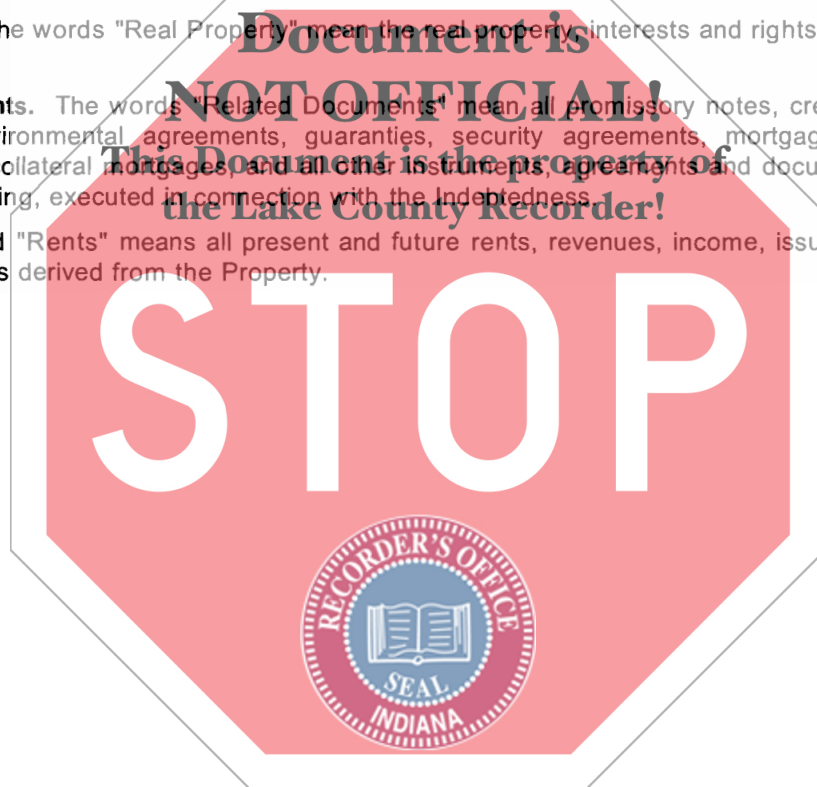 he words "Real Property" mean the real property, interests and rights
Document is
NOT OFFICIAL!
nts. The words "Related Documents" mean all promissory notes, cre
vironmental agreements, guaranties, security agreements, mortgag
This Document is the property of
ollateral mortgages, and all other instruments, agreements and docu
ing, executed in connection with the Indebtedness.
the Lake County Recorder!
d "Rents" means all present and future rents, revenues, income, issu
s derived from the Property.
STOP
RECORDER'S OFFICE
SEAL
INDIANA